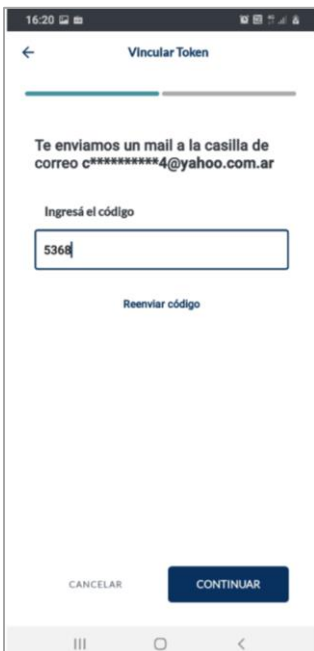 16:20
Vincular Token
Te enviamos un mail a la casilla de
correo c**********4@yahoo.com.ar
Ingresá el código
5368
Reenviar código
CANCELAR CONTINUAR